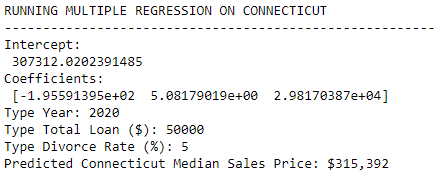 RUNNING MULTIPLE REGRESSION ON CONNECTICUT
------------------------------------------------------
Intercept:
307312.0202391485
Coefficients:
[-1.95591395e+02 5.08179019e+00 2.98170387e+04]
Type Year: 2020
Type Total Loan ($): 50000
Type Divorce Rate (%): 5
Predicted Connecticut Median Sales Price: $315,392